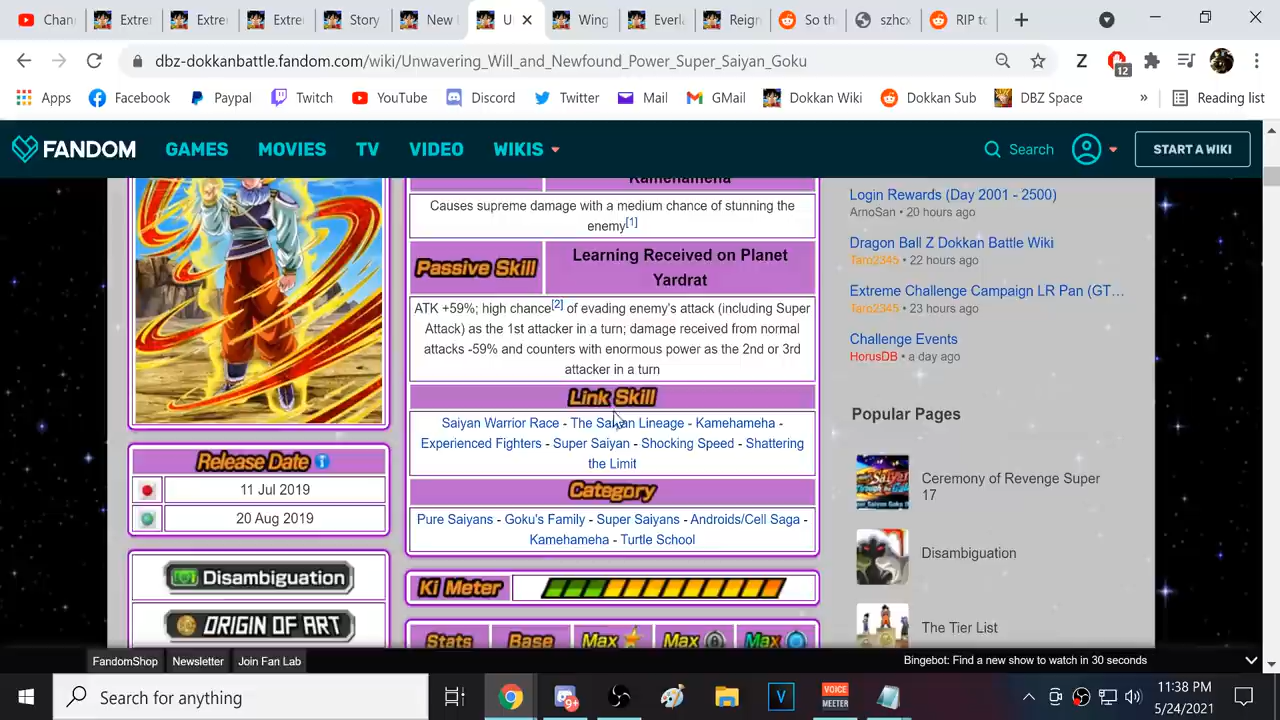 Chan
Extrem
Extre
Extre
Story
New
U
Wing
Everla
Reign
So th
szhcx
RIP to
dbz-dokkanbattle.fandom.com/wiki/Unwavering_Will_and_Newfound_Power_Super_Saiyan_Goku
Z
12
Apps
Facebook
Paypal
Twitch
YouTube
Discord
Twitter
Mail
GMail
Dokkan Wiki
Dokkan Sub
DBZ Space
»
Reading list
FANDOM
GAMES
MOVIES
TV
VIDEO
WIKIS
Search
START A WIKI
Kamehameha
Causes supreme damage with a medium chance of stunning the
enemy[1]
Passive Skill
Learning Received on Planet
Yardrat
ATK +59%; high chance[2] of evading enemy's attack (including Super
Attack) as the 1st attacker in a turn; damage received from normal
attacks -59% and counters with enormous power as the 2nd or 3rd
attacker in a turn
Link Skill
Saiyan Warrior Race - The Saiyan Lineage - Kamehameha -
Experienced Fighters - Super Saiyan - Shocking Speed - Shattering
the Limit
Category
Pure Saiyans - Goku's Family - Super Saiyans - Androids/Cell Saga -
Kamehameha - Turtle School
Ki Meter
Stats
Base
Max
Max
Max
Release Date
11 Jul 2019
20 Aug 2019
Disambiguation
ORIGIN OF ART
Login Rewards (Day 2001 - 2500)
ArnoSan • 20 hours ago
Dragon Ball Z Dokkan Battle Wiki
Taro2345 • 22 hours ago
Extreme Challenge Campaign LR Pan (GT…
Taro2345 • 23 hours ago
Challenge Events
HorusDB • a day ago
Popular Pages
Ceremony of Revenge Super
17
Disambiguation
The Tier List
FandomShop
Newsletter
Join Fan Lab
Bingebot: Find a new show to watch in 30 seconds
Search for anything
9+
V
VOICE
MEETER
11:38 PM
5/24/2021